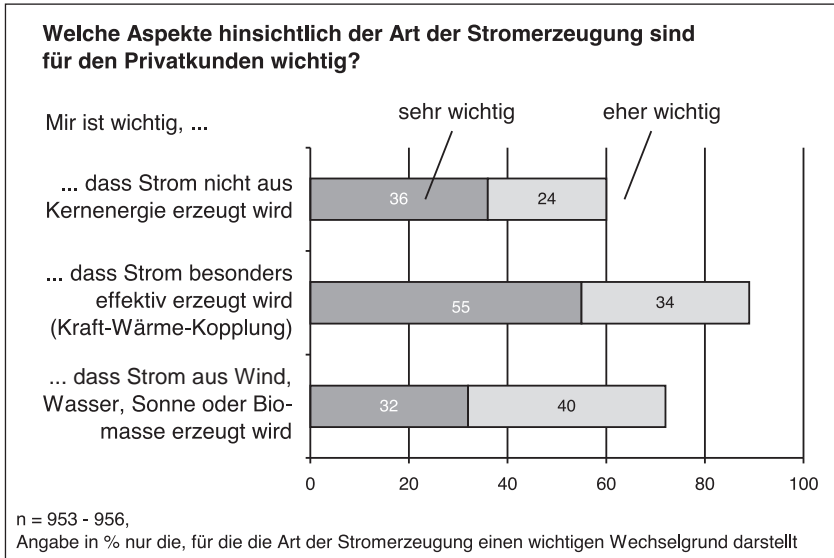 Welche Aspekte hinsichtlich der Art der Stromerzeugung sind
für den Privatkunden wichtig?
Mir ist wichtig, ...
sehr wichtig
eher wichtig
... dass Strom nicht aus
Kernenergie erzeugt wird
36
24
... dass Strom besonders
effektiv erzeugt wird
(Kraft-Wärme-Kopplung)
55
34
... dass Strom aus Wind,
Wasser, Sonne oder Bio-
masse erzeugt wird
32
40
0 20 40 60 80 100
n = 953 - 956,
Angabe in % nur die, für die die Art der Stromerzeugung einen wichtigen Wechselgrund darstellt